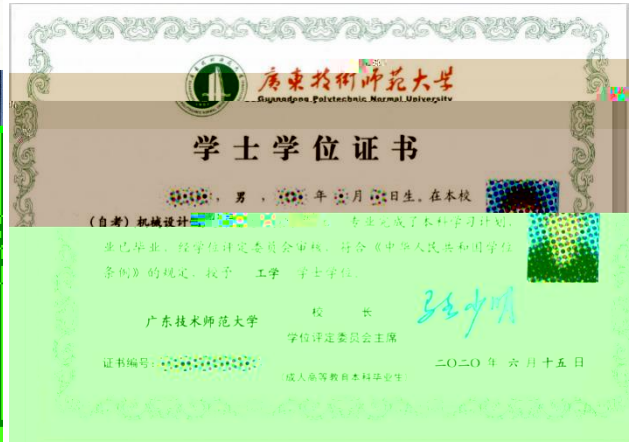 廣東技術師范大学
Guangdong Polytechnic Normal University
学士学位证书
，男，年 月 日生。在本校
（自考）机械设计 专业完成了本科学习计划，
业已毕业。经学位评定委员会审核，符合《中华人民共和国学位
条例》的规定，授予 工学 学士学位。
广东技术师范大学
校 长
学位评定委员会主席
证书编号：
二〇二〇年 六月十五日
（成人高等教育本科毕业生